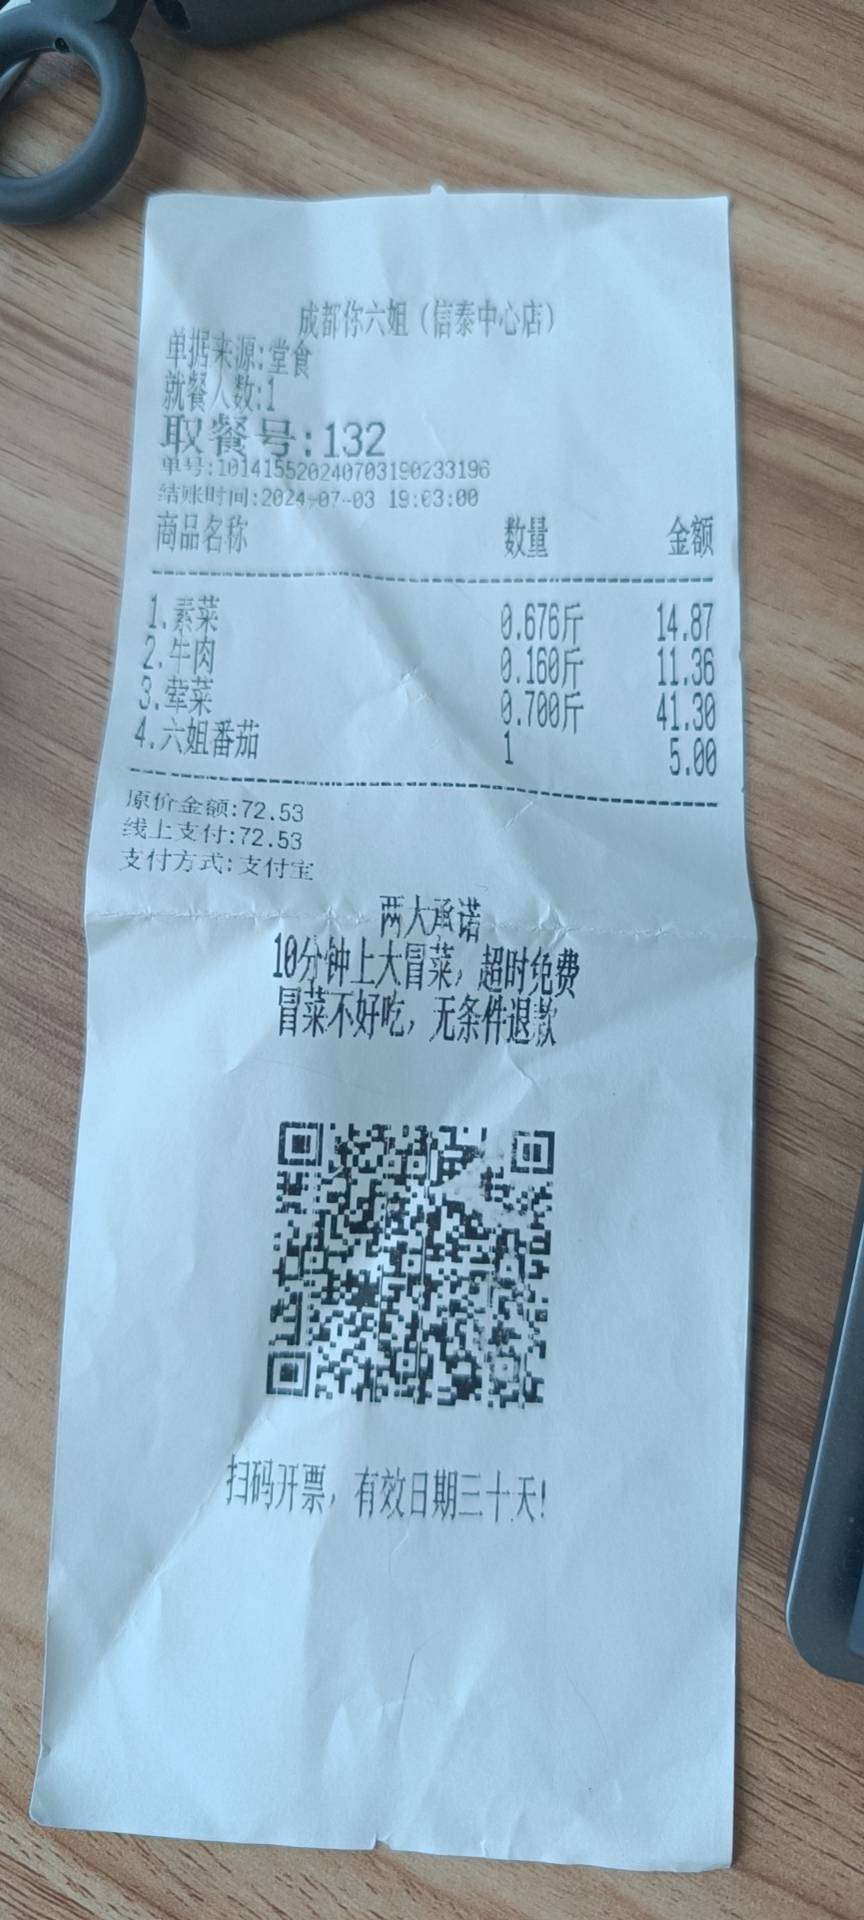 成都你六姐（信泰中心店）
单据来源:堂食
就餐人数:1
取餐号:132
单号:10141552024070319023319​6
结账时间:2024-07-03 19:03:00
商品名称 数量 金额
1.素菜 0.676斤 14.87
2.牛肉 0.160斤 11.36
3.荤菜 0.700斤 41.30
4.六姐番茄 1 5.00
原价金额:72.53
线上支付:72.53
支付方式:支付宝
两大承诺
10分钟上大冒菜，超时免费
冒菜不好吃，无条件退款
扫码开票，有效日期三十天!